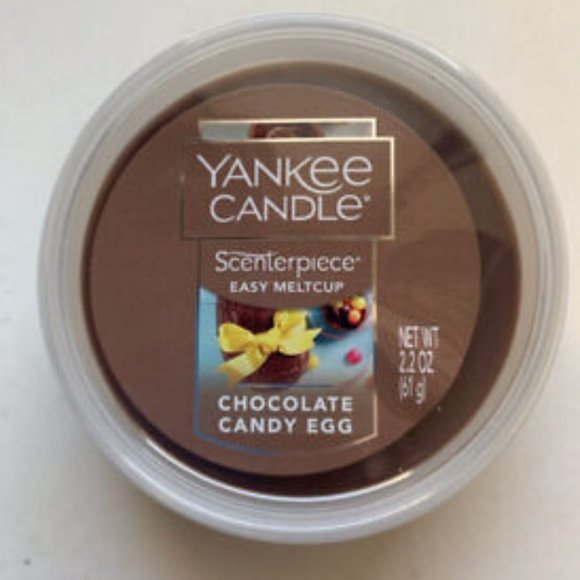 YANKEE
CANDLE®
Scenterpiece®
EASY MELTCUP
NET WT
2.2 OZ
(61 g)
CHOCOLATE
CANDY EGG